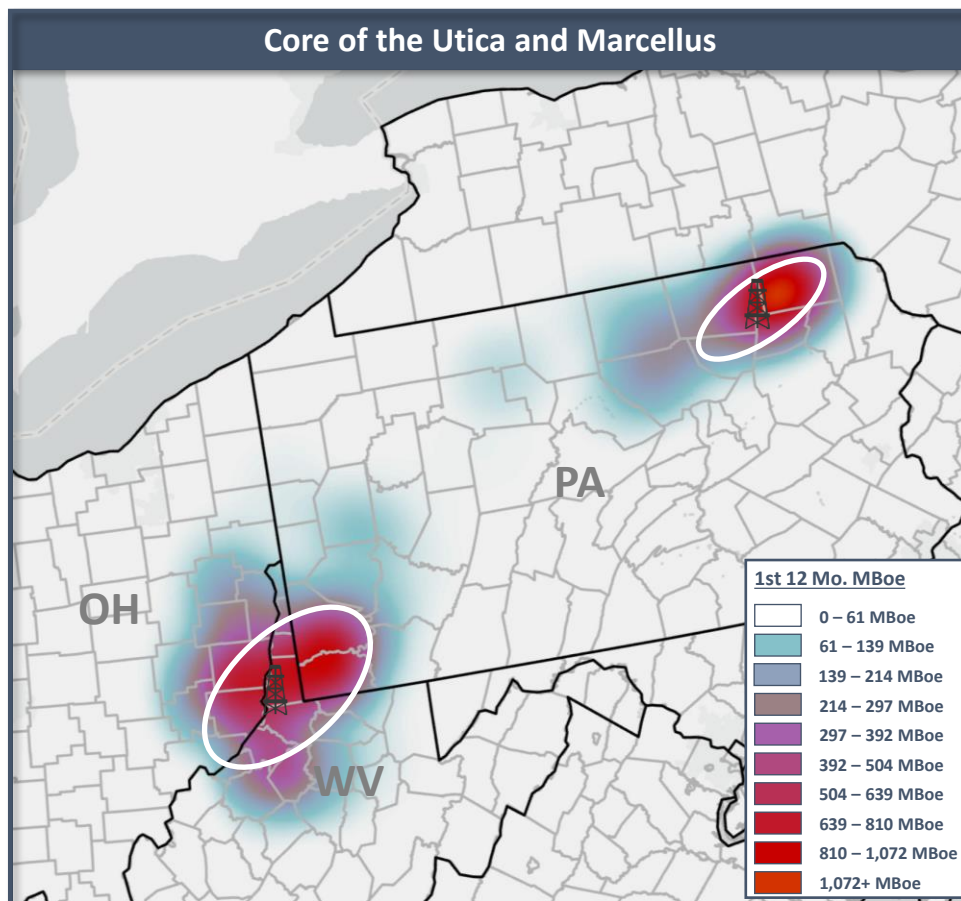 Core of the Utica and Marcellus
PA
OH
WV
1st 12 Mo. MBoe
0 – 61 MBoe
61 – 139 MBoe
139 – 214 MBoe
214 – 297 MBoe
297 – 392 MBoe
392 – 504 MBoe
504 – 639 MBoe
639 – 810 MBoe
810 – 1,072 MBoe
1,072+ MBoe